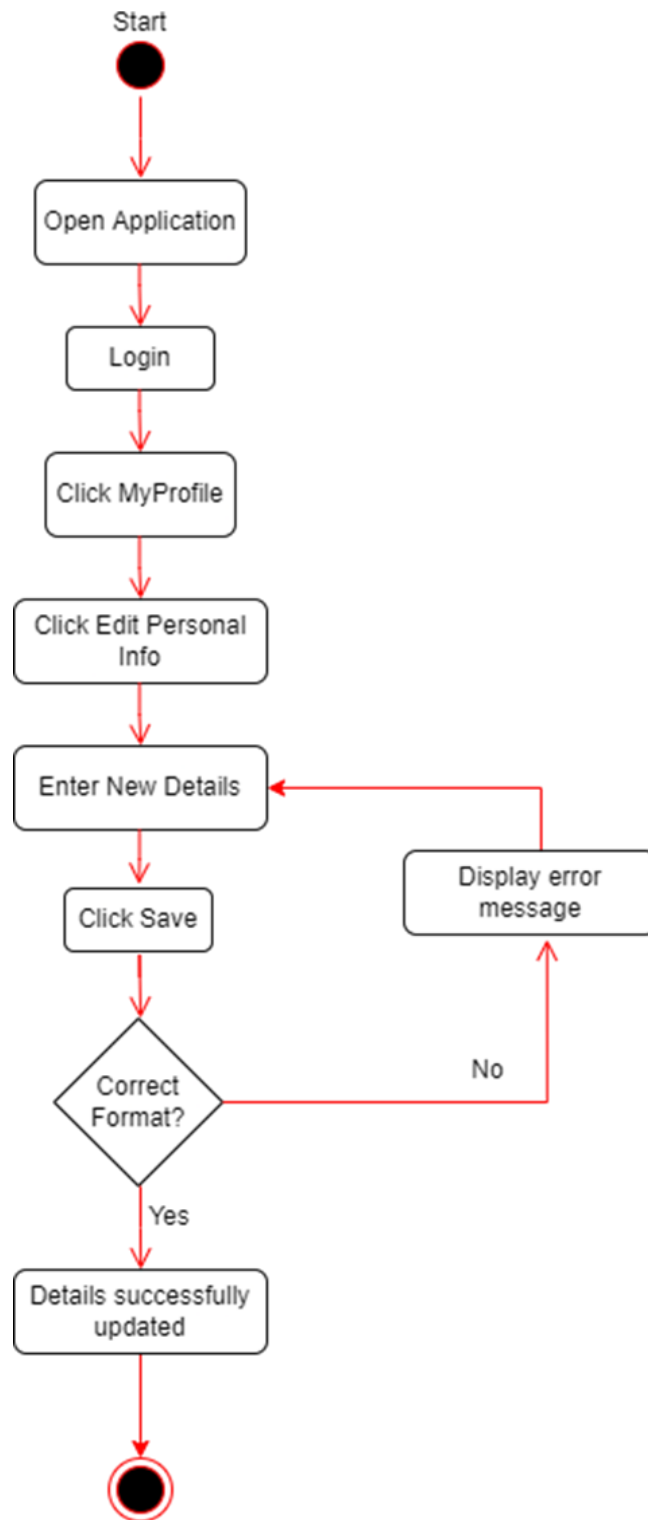 Start
Open Application
Login
Click MyProfile
Click Edit Personal
Info
Enter New Details
Display error
message
Click Save
Correct
Format?
No
Yes
Details successfully
updated